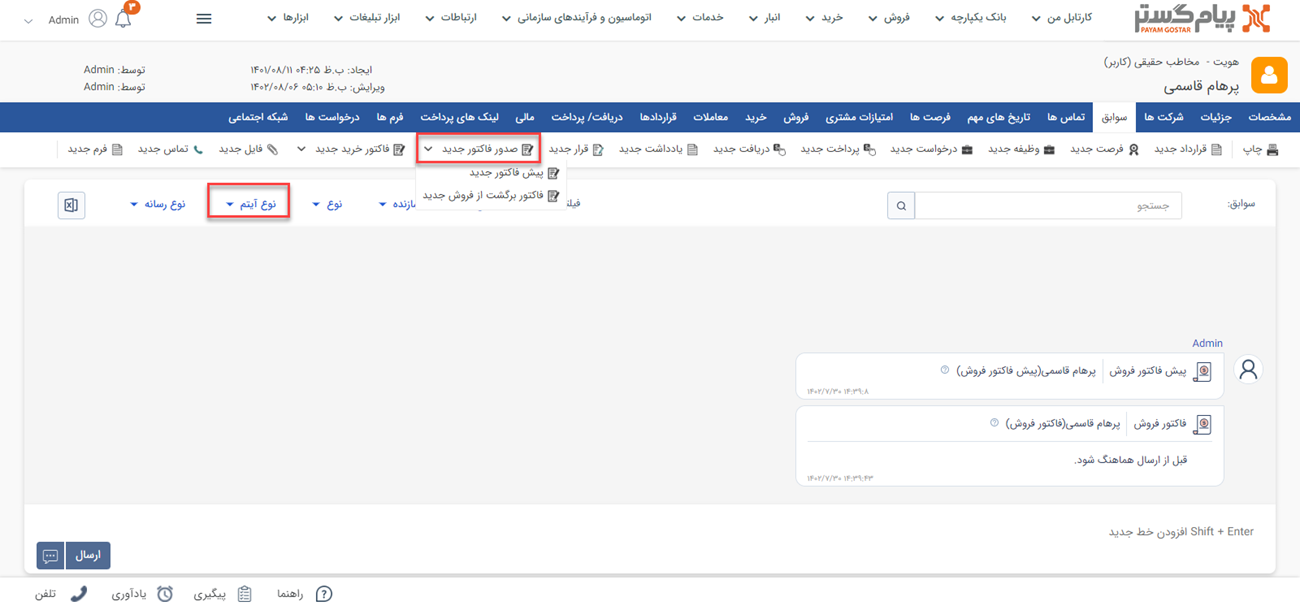 پیام گستر
PAYAM GOSTAR
کارتابل من
بانک یکپارچه
فروش
خرید
انبار
خدمات
ارتباطات
اتوماسیون و فرآیندهای سازمانی
ابزار تبلیغات
ابزارها
۳
Admin
هویت - مخاطب حقیقی (کاربر)
پرهام قاسمی
ایجاد: ب.ظ ۰۴:۲۵ ۱۴۰۱/۰۸/۱۱
توسط: Admin
ویرایش: ب.ظ ۰۵:۱۰ ۱۴۰۲/۰۸/۰۶
توسط: Admin
مشخصات
جزئیات
شرکت ها
سوابق
تماس ها
تاریخ های مهم
فرصت ها
امتیازات مشتری
فروش
خرید
معاملات
قراردادها
دریافت/ پرداخت
مالی
لینک های پرداخت
فرم ها
درخواست ها
شبکه اجتماعی
چاپ
قرارداد جدید
فرصت جدید
وظیفه جدید
درخواست جدید
پرداخت جدید
دریافت جدید
یادداشت جدید
قرار جدید
صدور فاکتور جدید
فاکتور خرید جدید
فایل جدید
تماس جدید
فرم جدید
پیش فاکتور جدید
فاکتور برگشت از فروش جدید
سوابق:
جستجو
نوع
نوع آیتم
نوع رسانه
Admin
پیش فاکتور فروش
پرهام قاسمی(پیش فاکتور فروش)
۱۴۰۲/۷/۳۰ ۱۴:۳۹:۸
فاکتور فروش
پرهام قاسمی(فاکتور فروش)
قبل از ارسال هماهنگ شود.
۱۴۰۲/۷/۳۰ ۱۴:۳۹:۴۳
Shift + Enter افزودن خط جدید
ارسال
راهنما
پیگیری
یادآوری
تلفن